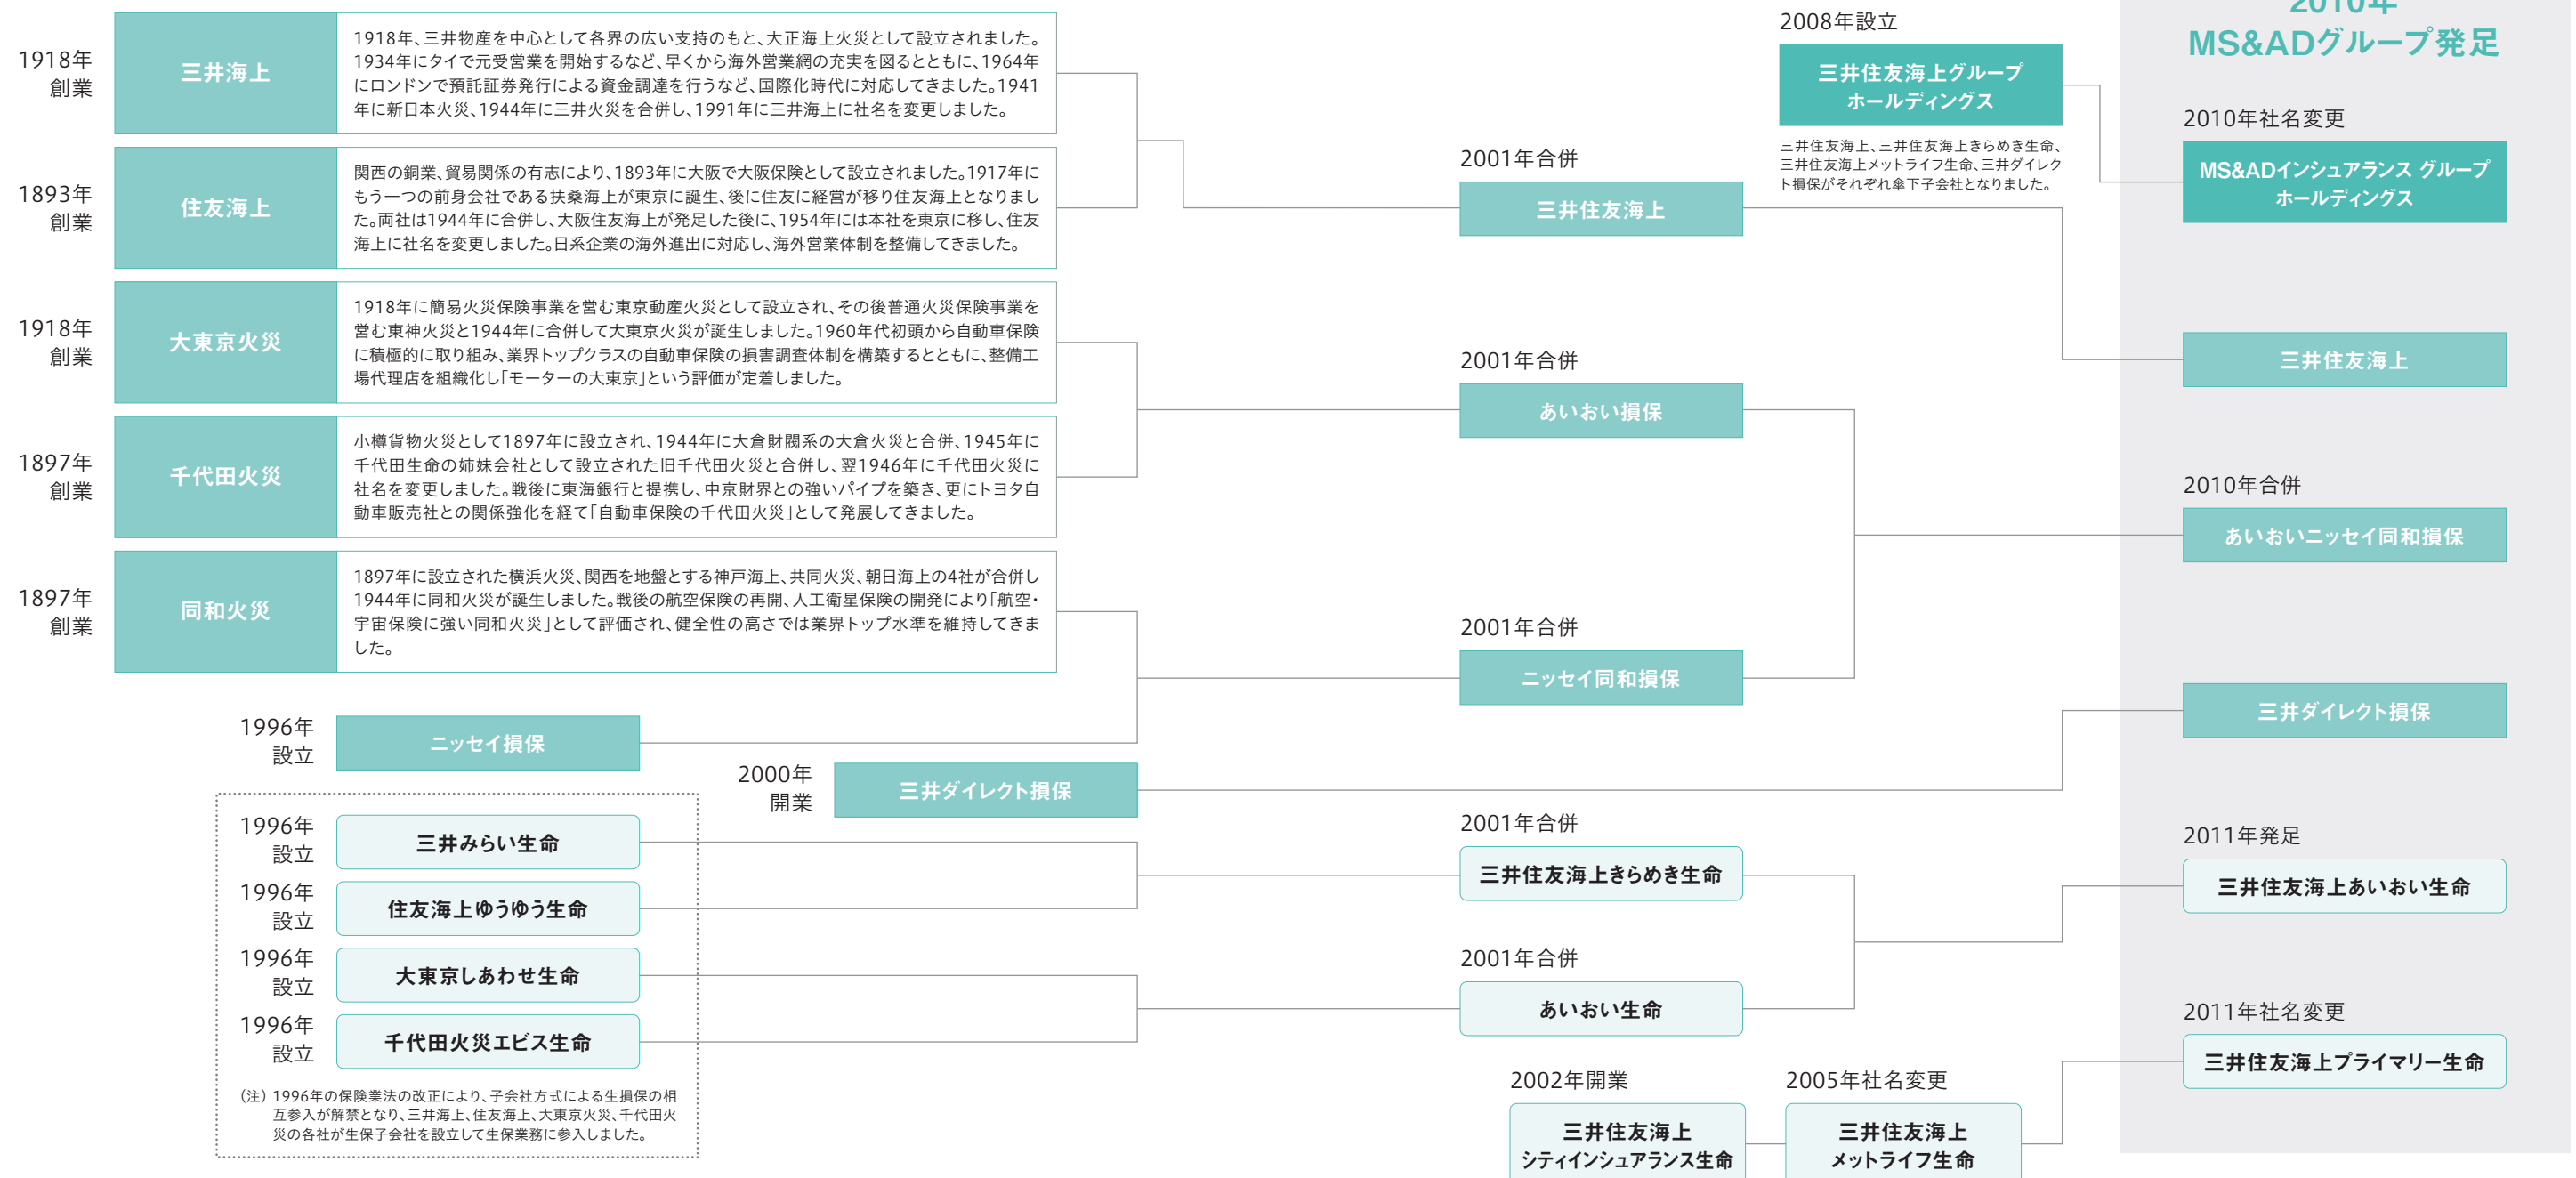 1918年
創業
三井海上
1918年、三井物産を中心として各界の広い支持のもと、大正海上火災として設立されました。
1934年にタイで元受営業を開始するなど、早くから海外営業網の充実を図るとともに、1964年
にロンドンで預託証券発行による資金調達を行うなど、国際化時代に対応してきました。1941
年に新日本火災、1944年に三井火災を合併し、1991年に三井海上に社名を変更しました。
1893年
創業
住友海上
関西の銅業、貿易関係の有志により、1893年に大阪で大阪保険として設立されました。1917年に
もう一つの前身会社である扶桑海上が東京に誕生、後に住友に経営が移り住友海上となりまし
た。両社は1944年に合併し、大阪住友海上が発足した後に、1954年には本社を東京に移し、住友
海上に社名を変更しました。日系企業の海外進出に対応し、海外営業体制を整備してきました。
1918年
創業
大東京火災
1918年に簡易火災保険事業を営む東京動産火災として設立され、その後普通火災保険事業を
営む東神火災と1944年に合併して大東京火災が誕生しました。1960年代初頭から自動車保険
に積極的に取り組み、業界トップクラスの自動車保険の損害調査体制を構築するとともに、整備工
場代理店を組織化し「モーターの大東京」という評価が定着しました。
1897年
創業
千代田火災
小樽貨物火災として1897年に設立され、1944年に大倉財閥系の大倉火災と合併、1945年に
千代田生命の姉妹会社として設立された旧千代田火災と合併し、翌1946年に千代田火災に
社名を変更しました。戦後に東海銀行と提携し、中京財界との強いパイプを築き、更にトヨタ自
動車販売社との関係強化を経て「自動車保険の千代田火災」として発展してきました。
1897年
創業
同和火災
1897年に設立された横浜火災、関西を地盤とする神戸海上、共同火災、朝日海上の4社が合併し
1944年に同和火災が誕生しました。戦後の航空保険の再開、人工衛星保険の開発により「航空・
宇宙保険に強い同和火災」として評価され、健全性の高さでは業界トップ水準を維持してきま
した。
1996年
設立
ニッセイ損保
2000年
開業
三井ダイレクト損保
1996年
設立
三井みらい生命
1996年
設立
住友海上ゆうゆう生命
1996年
設立
大東京しあわせ生命
1996年
設立
千代田火災エビス生命
(注) 1996年の保険業法の改正により、子会社方式による生損保の相
互参入が解禁となり、三井海上、住友海上、大東京火災、千代田火
災の各社が生保子会社を設立して生保業務に参入しました。
2001年合併
三井住友海上
2001年合併
あいおい損保
2001年合併
ニッセイ同和損保
2001年合併
三井住友海上きらめき生命
2001年合併
あいおい生命
2002年開業
三井住友海上
シティインシュアランス生命
2005年社名変更
三井住友海上
メットライフ生命
2008年設立
三井住友海上グループ
ホールディングス
三井住友海上、三井住友海上きらめき生命、
三井住友海上メットライフ生命、三井ダイレク
ト損保がそれぞれ傘下子会社となりました。
2010年
MS&ADグループ発足
2010年社名変更
MS&ADインシュアランス グループ
ホールディングス
三井住友海上
2010年合併
あいおいニッセイ同和損保
三井ダイレクト損保
2011年発足
三井住友海上あいおい生命
2011年社名変更
三井住友海上プライマリー生命